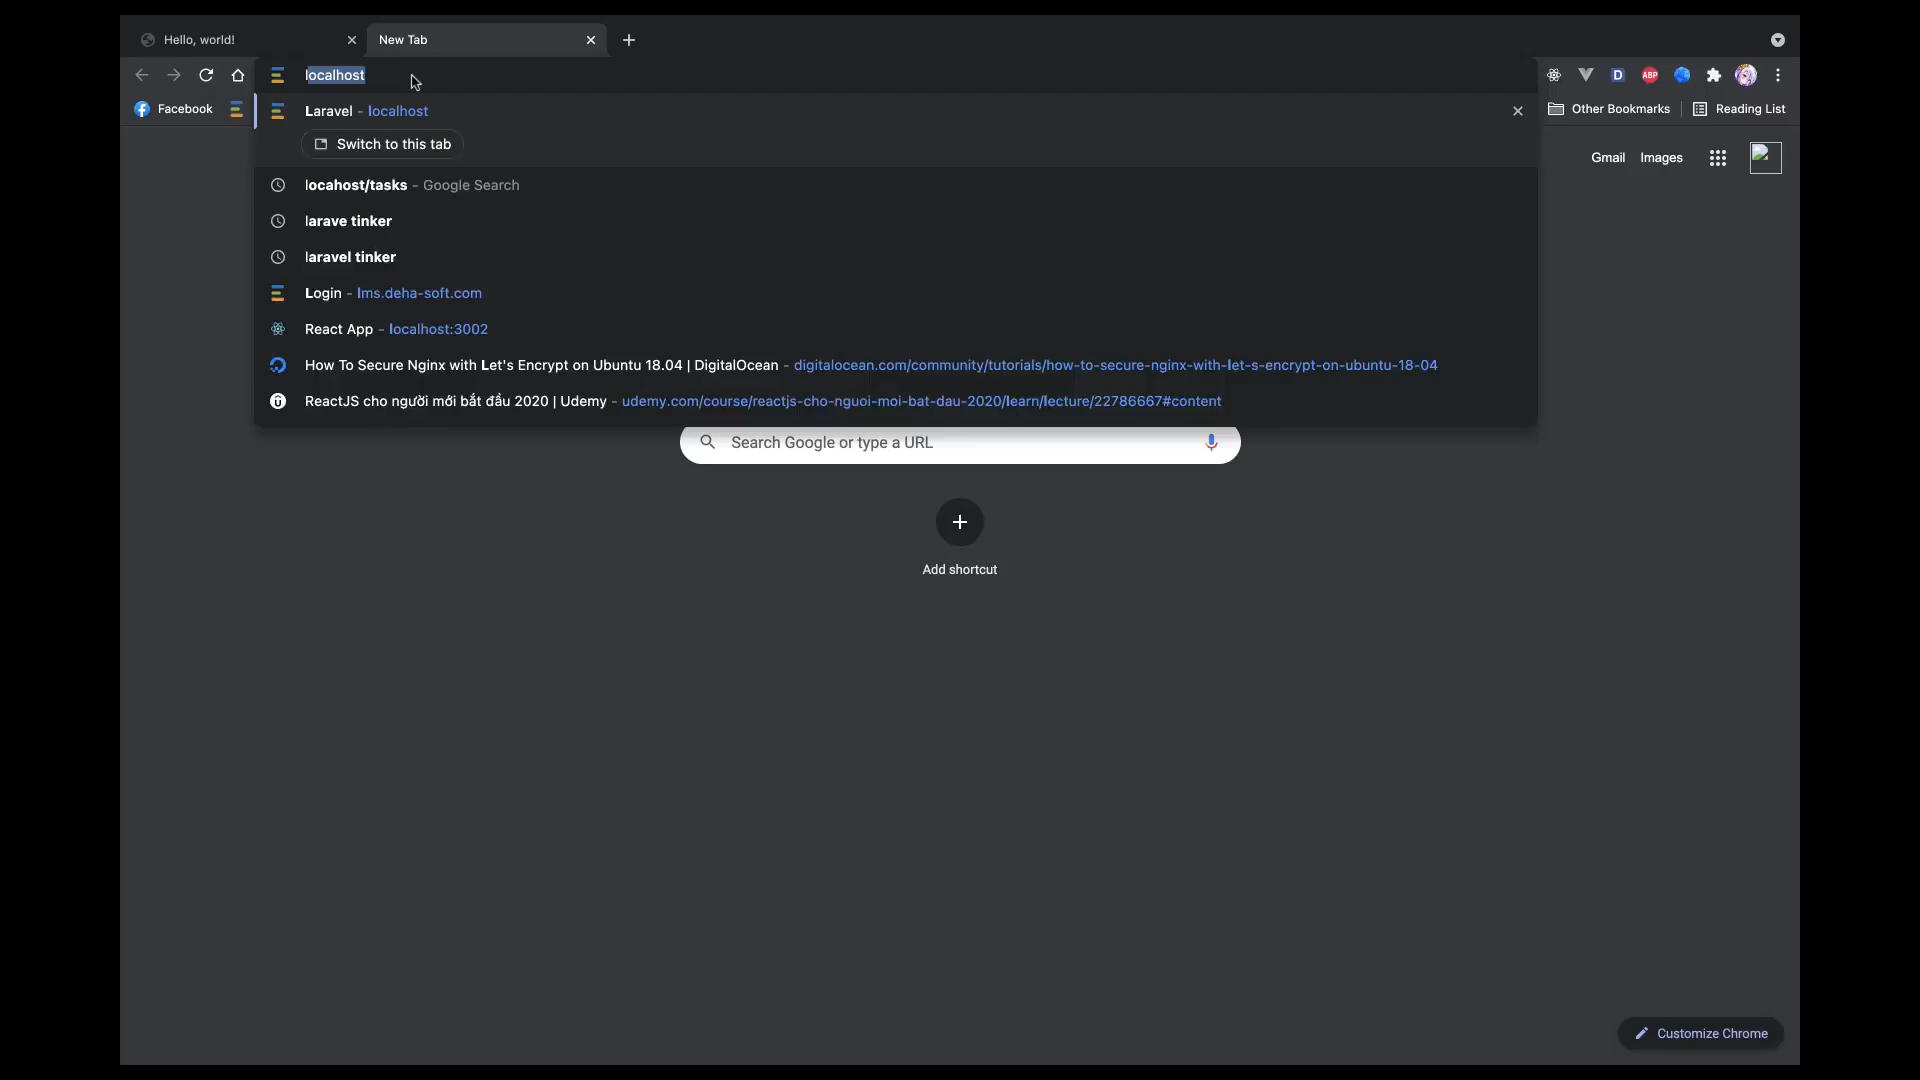 Hello, world!
New Tab
localhost
Facebook
Laravel - localhost
Other Bookmarks
Reading List
Switch to this tab
Gmail
Images
locahost/tasks - Google Search
larave tinker
laravel tinker
Login - lms.deha-soft.com
React App - localhost:3002
How To Secure Nginx with Let's Encrypt on Ubuntu 18.04 | DigitalOcean - digitalocean.com/community/tutorials/how-to-secure-nginx-with-let-s-encrypt-on-ubuntu-18-04
ReactJS cho người mới bắt đầu 2020 | Udemy - udemy.com/course/reactjs-cho-nguoi-moi-bat-dau-2020/learn/lecture/22786667#content
Search Google or type a URL
Add shortcut
Customize Chrome
D
ABP